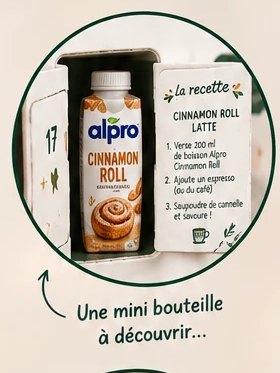 17
alpro
CINNAMON
ROLL
la recette
CINNAMON ROLL
LATTE
1. Verse 200 ml
de boisson Alpro
Cinnamon Roll
2. Ajoute un espresso
(ou du café)
3. Saupoudre de cannelle
et savoure !
Une mini bouteille
à découvrir...